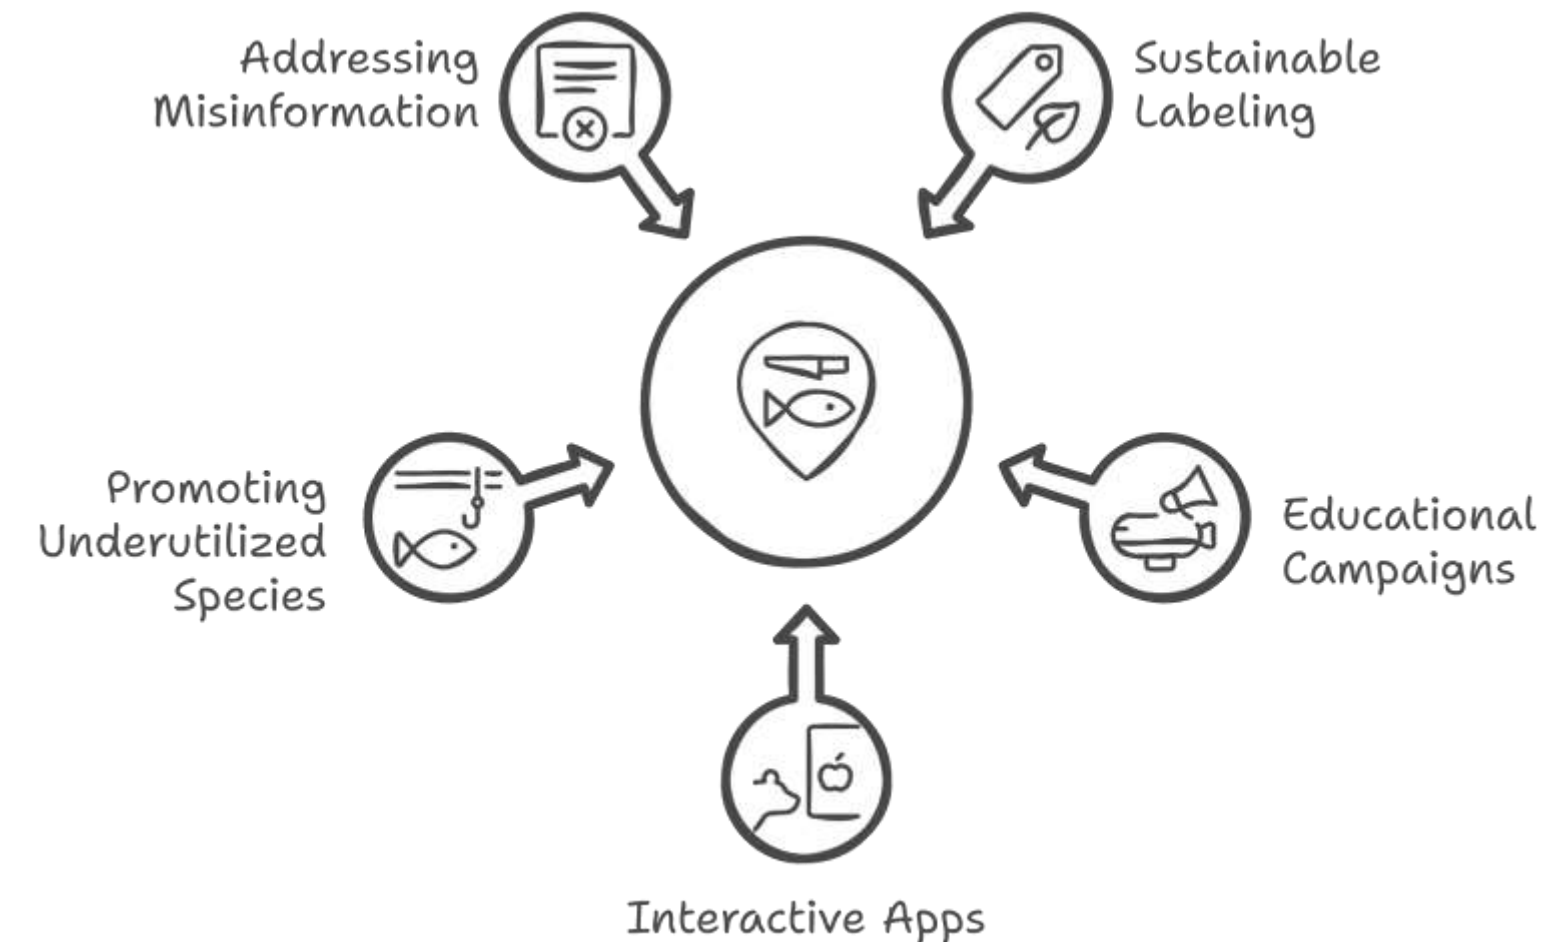 Addressing
Misinformation
Sustainable
Labeling
Promoting
Underutilized
Species
Educational
Campaigns
Interactive Apps